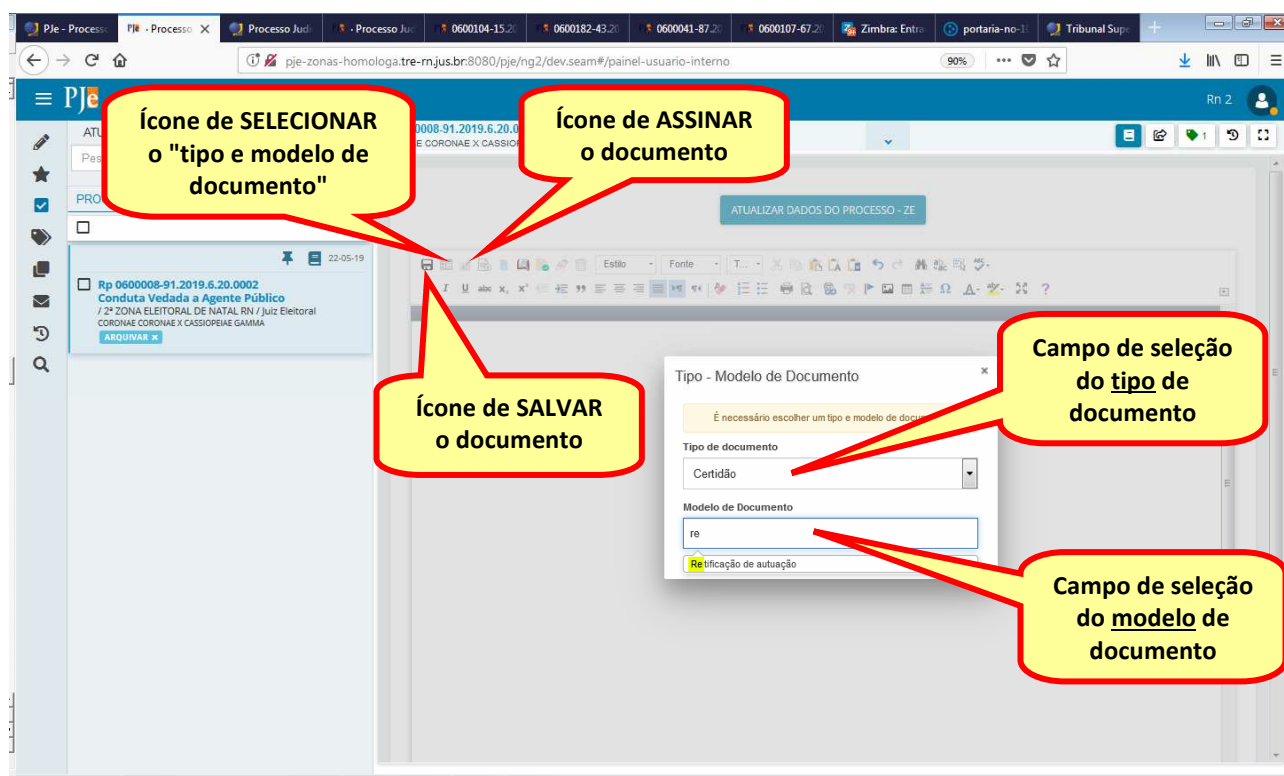 PJe - Processo
PJe · Processo
Processo Judi
· Processo Jud
0600104-15.20
0600182-43.20
0600041-87.20
0600107-67.20
Zimbra: Entra
portaria-no-1
Tribunal Supe
pje-zonas-homologa.tre-rn.jus.br:8080/pje/ng2/dev.seam#/painel-usuario-interno
90%
PJe
Rn 2
Ícone de SELECIONAR
o "tipo e modelo de
documento"
Ícone de ASSINAR
o documento
0008-91.2019.6.20.0
E CORONAE X CASSIOP
1
ATU
Pes
PRO
ATUALIZAR DADOS DO PROCESSO - ZE
22-05-19
Rp 0600008-91.2019.6.20.0002
Conduta Vedada a Agente Público
/ 2ª ZONA ELEITORAL DE NATAL RN / Juiz Eleitoral
CORONAE CORONAE X CASSIOPEIAE GAMMA
ARQUIVAR ×
Estilo
Fonte
T...
Ícone de SALVAR
o documento
Campo de seleção
do tipo de
documento
Tipo - Modelo de Documento
×
É necessário escolher um tipo e modelo de docu
Tipo de documento
Certidão
Modelo de Documento
re
Retificação de autuação
Campo de seleção
do modelo de
documento